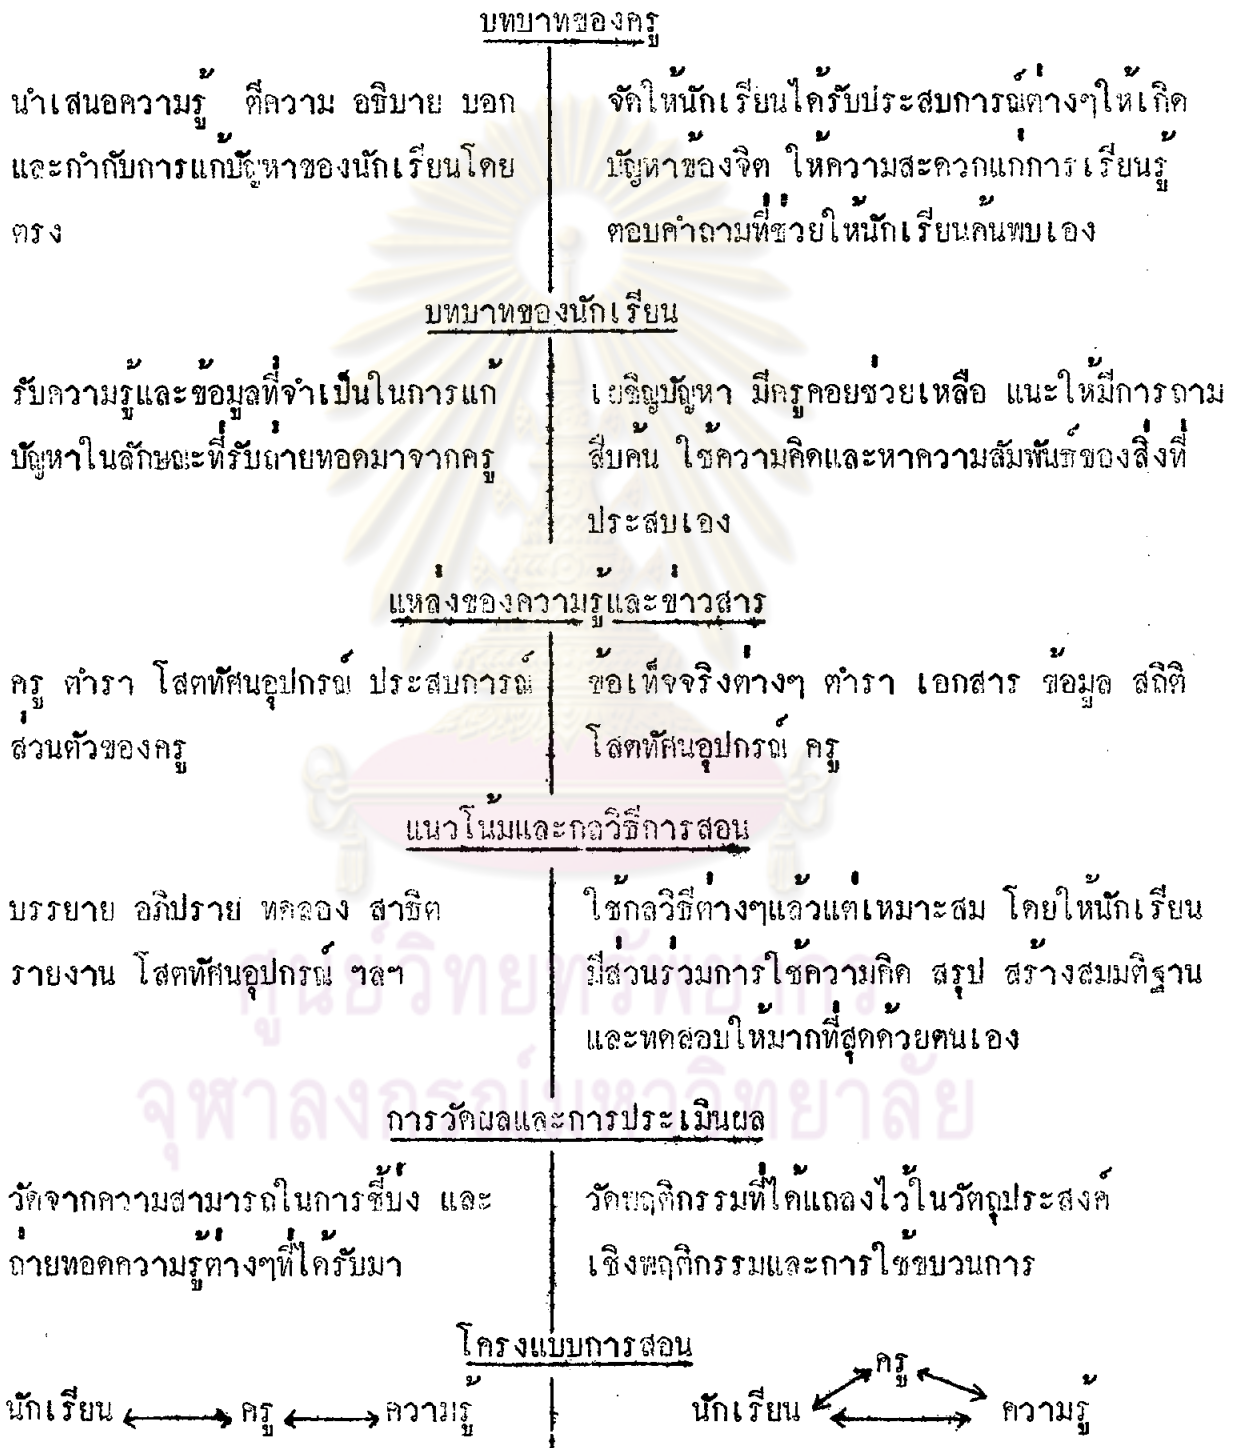 บทบาทของครู
นำเสนอความรู้ ตีความ อธิบาย บอก
และกำกับการแก้ปัญหาของนักเรียนโดย
ตรง
จัดให้นักเรียนได้รับประสบการณ์ต่างๆให้เกิด
ปัญหาข้องจิต ให้ความสะดวกแก่การเรียนรู้
ตอบคำถามที่ช่วยให้นักเรียนค้นพบเอง
บทบาทของนักเรียน
รับความรู้และข้อมูลที่จำเป็นในการแก้
ปัญหาในลักษณะที่รับถ่ายทอดมาจากครู
เผชิญปัญหา มีครูคอยช่วยเหลือ แนะให้มีการถาม
สืบค้น ใช้ความคิดและหาความสัมพันธ์ของสิ่งที่
ประสบเอง
แหล่งของความรู้และข่าวสาร
ครู ตำรา โสตทัศนอุปกรณ์ ประสบการณ์
ส่วนตัวของครู
ข้อเท็จจริงต่างๆ ตำรา เอกสาร ข้อมูล สถิติ
โสตทัศนอุปกรณ์ ครู
แนวโน้มและกลวิธีการสอน
บรรยาย อภิปราย ทดลอง สาธิต
รายงาน โสตทัศนอุปกรณ์ ฯลฯ
ใช้กลวิธีต่างๆแล้วแต่เหมาะสม โดยให้นักเรียน
มีส่วนร่วมการใช้ความคิด สรุป สร้างสมมติฐาน
และทดสอบให้มากที่สุดด้วยตนเอง
ศูนย์วิทยทรัพยากร
จุฬาลงกรณ์มหาวิทยาลัย
การวัดผลและการประเมินผล
วัดจากความสามารถในการชี้บ่ง และ
ถ่ายทอดความรู้ต่างๆที่ได้รับมา
วัดพฤติกรรมที่ได้แถลงไว้ในวัตถุประสงค์
เชิงพฤติกรรมและการใช้ขบวนการ
โครงแบบการสอน
นักเรียน ⟷ ครู ⟷ ความรู้
ครู
นักเรียน ⟷ ความรู้